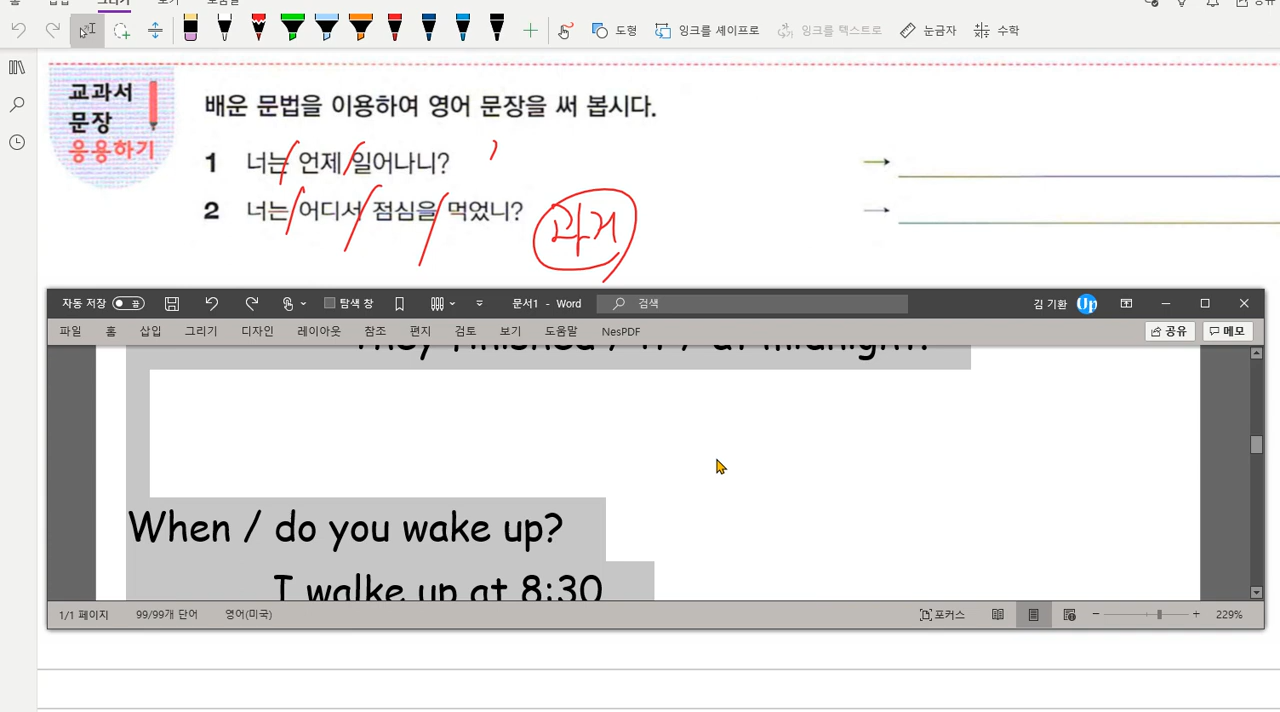 도형
잉크를 셰이프로
잉크를 텍스트로
눈금자
수학
교과서
문장
응용하기
배운 문법을 이용하여 영어 문장을 써 봅시다.
1 너는 / 언제 / 일어나니?
2 너는 / 어디서 / 점심을 / 먹었니? 과거
자동 저장 탐색 창 문서1 - Word 검색 김 기환 Up
파일 홈 삽입 그리기 디자인 레이아웃 참조 편지 검토 보기 도움말 NesPDF 공유 메모
They finished / it / at midnight.
When / do you wake up?
I walke up at 8:30
1/1 페이지 99/99개 단어 영어(미국) 포커스 229%